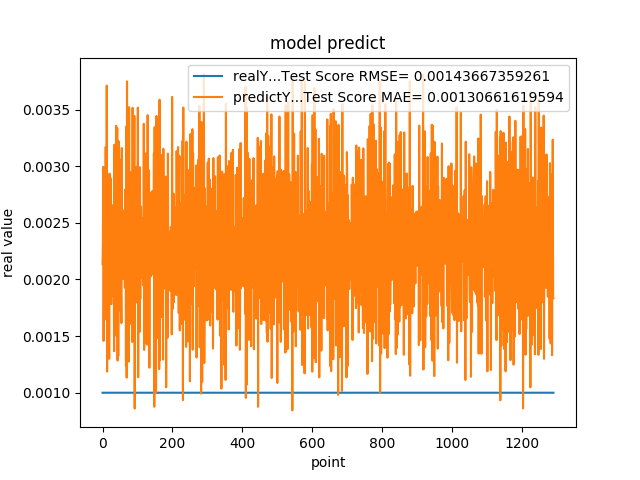 model predict
realY...Test Score RMSE= 0.00143667359261
predictY...Test Score MAE= 0.00130661619594
real value
0.0035
0.0030
0.0025
0.0020
0.0015
0.0010
0 200 400 600 800 1000 1200
point